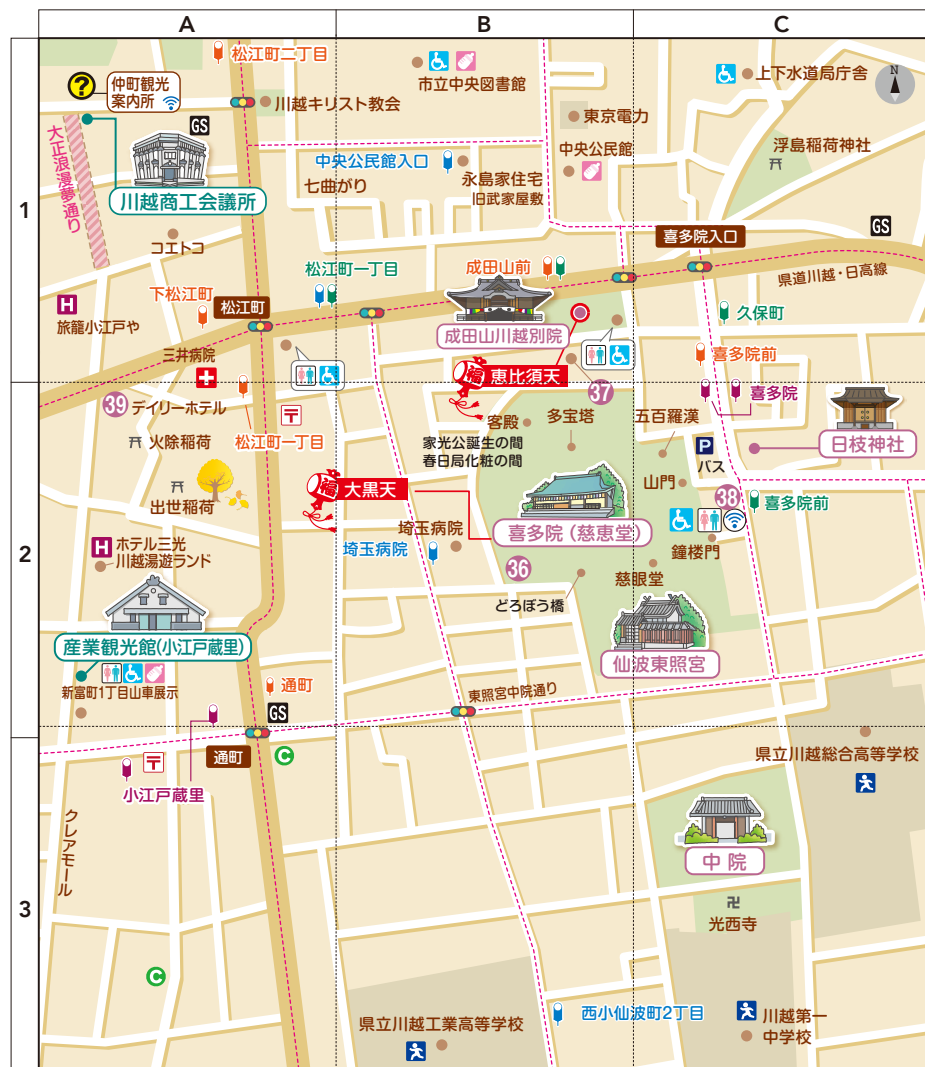 A
B
C
1
2
3
松江町二丁目
?
仲町観光
案内所
川越キリスト教会
GS
大正浪漫夢通り
川越商工会議所
コエトコ
H
旅籠小江戸や
下松江町
松江町
三井病院
市立中央図書館
中央公民館入口
七曲がり
永島家住宅
旧武家屋敷
東京電力
中央公民館
松江町一丁目
成田山前
成田山川越別院
福
恵比須天
37
上下水道局庁舎
N
浮島稲荷神社
喜多院入口
GS
県道川越・日高線
久保町
喜多院前
喜多院
39
デイリーホテル
〒
松江町一丁目
火除稲荷
出世稲荷
H
ホテル三光
川越湯遊ランド
産業観光館(小江戸蔵里)
新富町1丁目山車展示
通町
GS
客殿
家光公誕生の間
春日局化粧の間
多宝塔
五百羅漢
P
バス
日枝神社
山門
福
大黒天
喜多院(慈恵堂)
埼玉病院
埼玉病院
36
38
喜多院前
鐘楼門
慈眼堂
どろぼう橋
仙波東照宮
東照宮中院通り
通町
C
〒
小江戸蔵里
クレアモール
C
県立川越総合高等学校
中院
卍
光西寺
西小仙波町2丁目
県立川越工業高等学校
川越第一
中学校